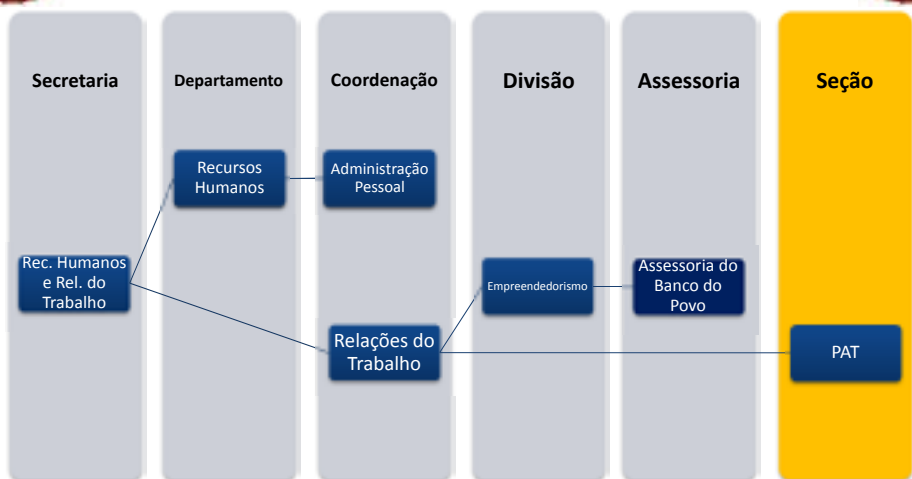 Secretaria
Departamento
Coordenação
Divisão
Assessoria
Seção
Recursos
Humanos
Administração
Pessoal
Rec. Humanos
e Rel. do
Trabalho
Empreendedorismo
Assessoria do
Banco do
Povo
Relações do
Trabalho
PAT